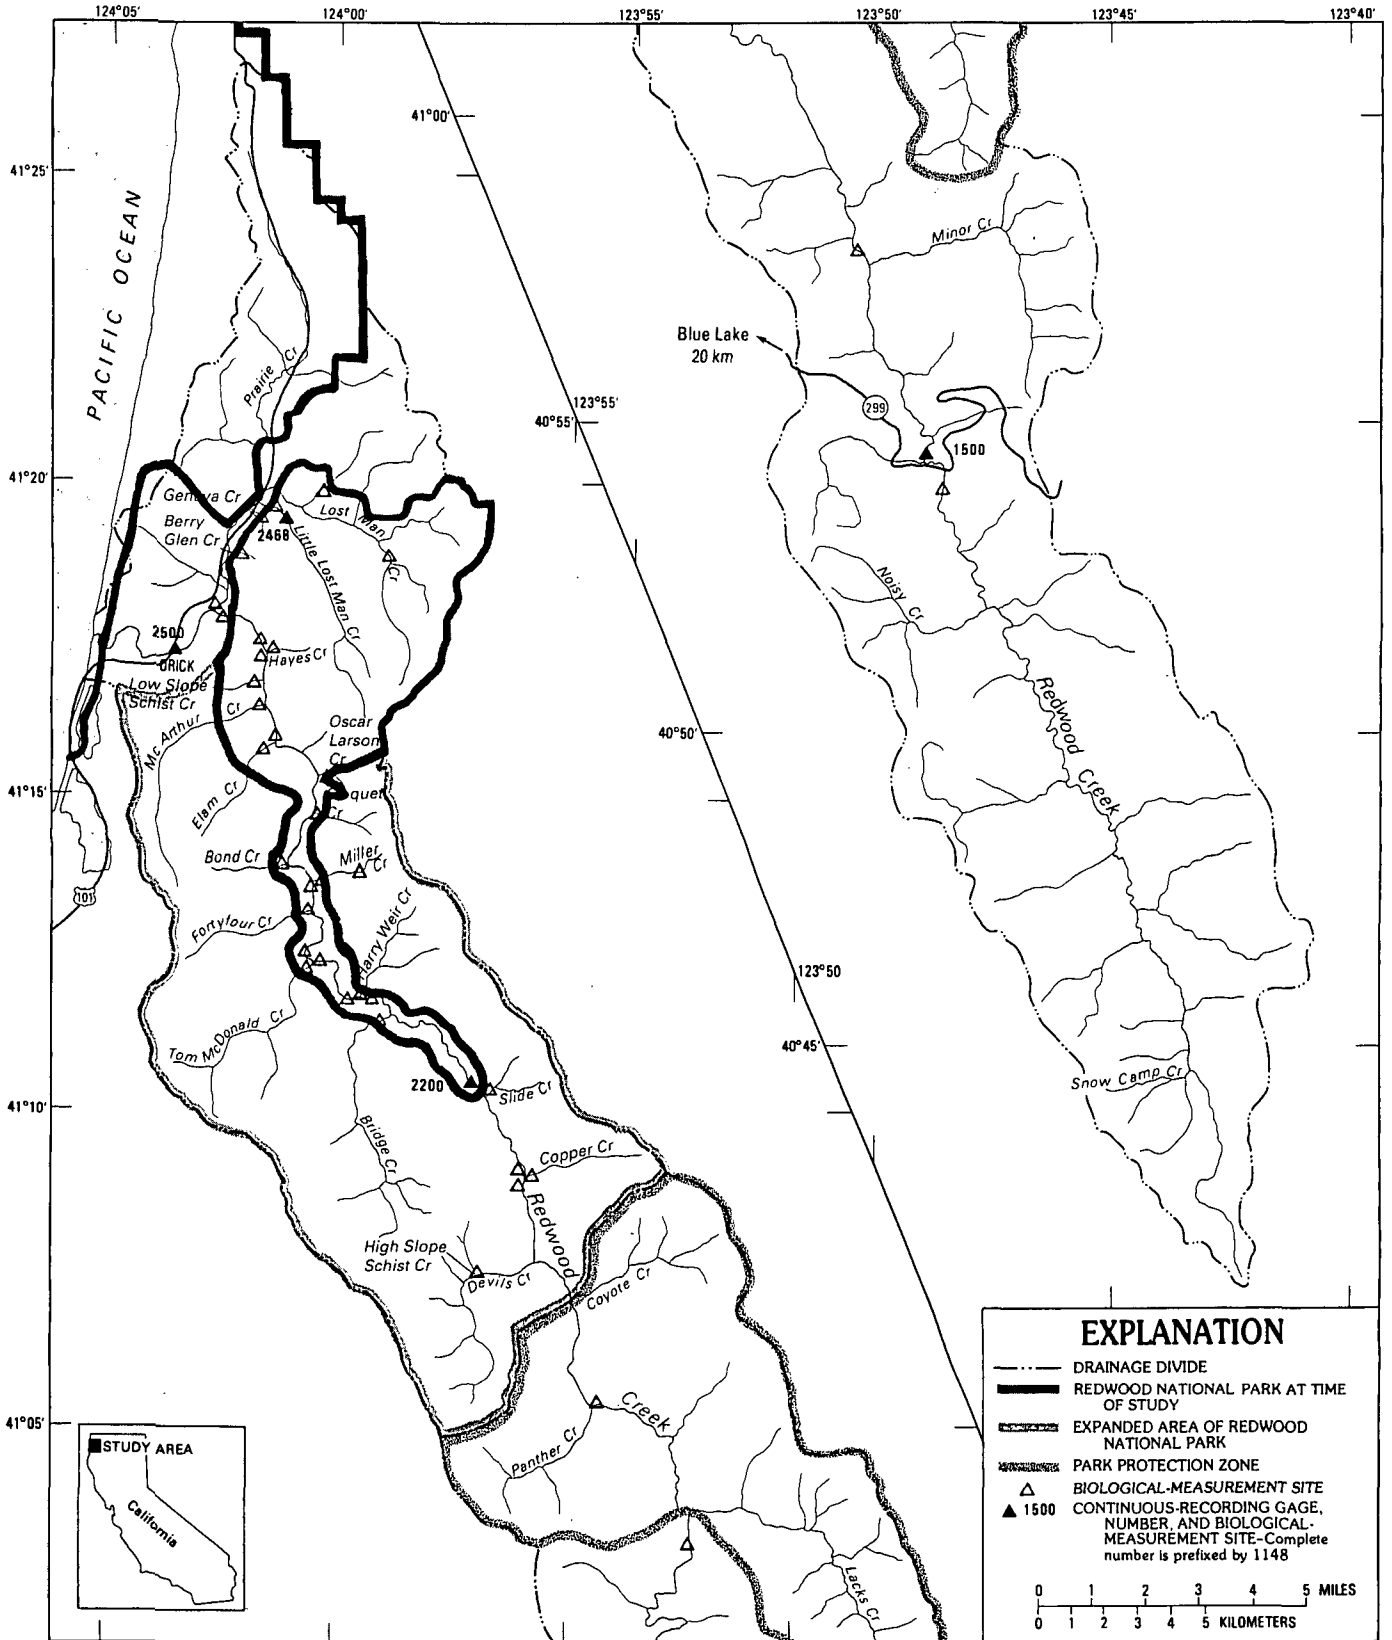 124°05'
124°00'
123°55'
123°50'
123°45'
123°40'
41°00'
41°25'
PACIFIC OCEAN
Minor Cr
Blue Lake
20 km
Prairie Cr
123°55'
40°55'
299
1500
41°20'
Geneva Cr
Lost Man Cr
Berry
Glen Cr
2468
Little Lost Man Cr
Noisy Cr
2500
ORICK
Hayes Cr
Low Slope
Schist Cr
Mc Arthur Cr
Oscar
Larson
Cr
Redwood Creek
40°50'
41°15'
Elam Cr
Cr
Bond Cr
Miller
Cr
101
Fortyfour Cr
Harry Weir Cr
123°50
40°45'
Tom McDonald Cr
Snow Camp Cr
2200
Slide Cr
41°10'
Bridge Cr
Copper Cr
Redwood
High Slope
Schist Cr
Devils Cr
Coyote Cr
41°05'
Creek
Panther Cr
Lacks Cr
STUDY AREA
California
EXPLANATION
DRAINAGE DIVIDE
REDWOOD NATIONAL PARK AT TIME
OF STUDY
EXPANDED AREA OF REDWOOD
NATIONAL PARK
PARK PROTECTION ZONE
BIOLOGICAL-MEASUREMENT SITE
1500 CONTINUOUS-RECORDING GAGE,
NUMBER, AND BIOLOGICAL-
MEASUREMENT SITE-Complete
number is prefixed by 1148
0 1 2 3 4 5 MILES
0 1 2 3 4 5 KILOMETERS